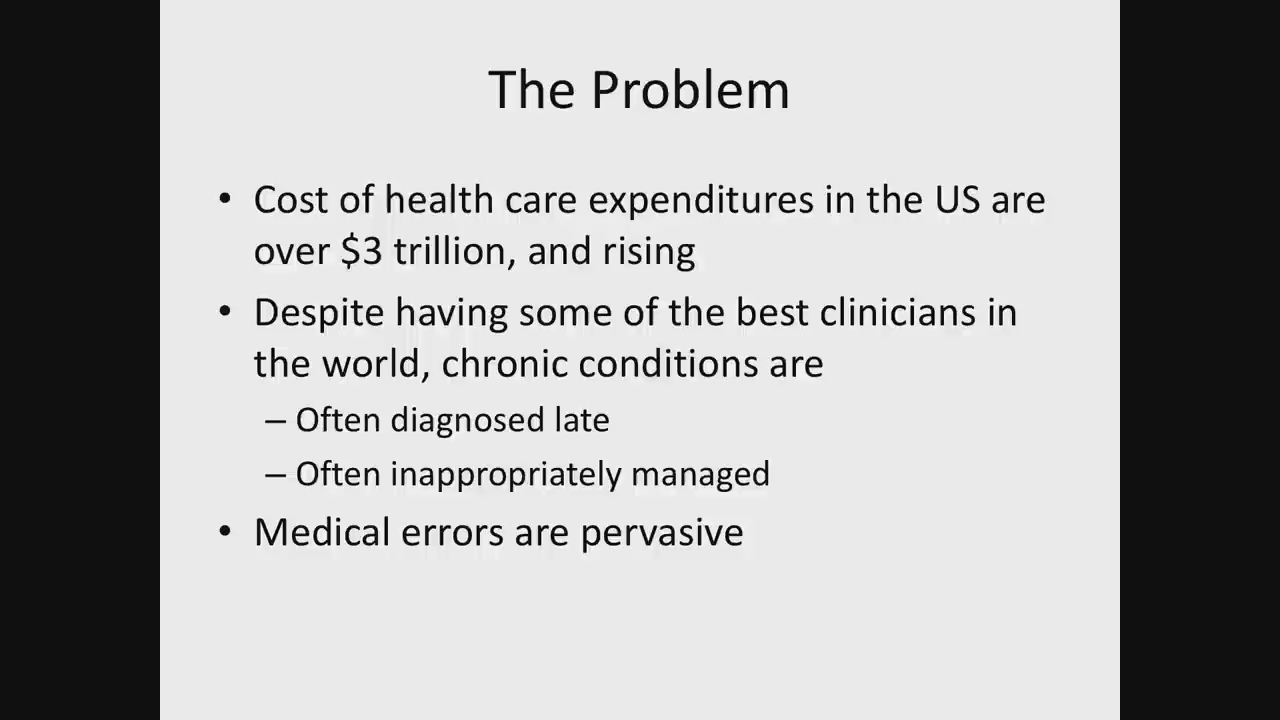 The Problem
• Cost of health care expenditures in the US are
over $3 trillion, and rising
• Despite having some of the best clinicians in
the world, chronic conditions are
– Often diagnosed late
– Often inappropriately managed
• Medical errors are pervasive